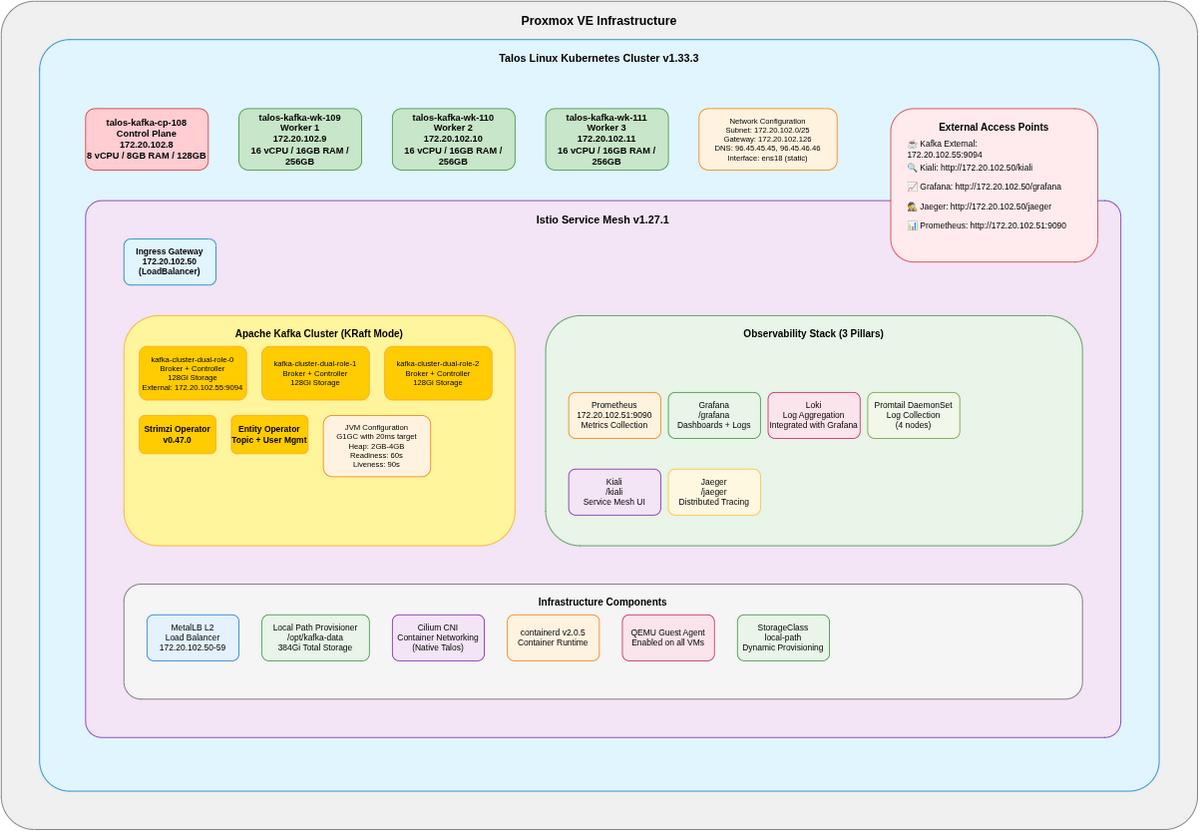 Proxmox VE Infrastructure
Talos Linux Kubernetes Cluster v1.33.3
talos-kafka-cp-108
Control Plane
172.20.102.8
8 vCPU / 8GB RAM / 128GB
talos-kafka-wk-109
Worker 1
172.20.102.9
16 vCPU / 16GB RAM /
256GB
talos-kafka-wk-110
Worker 2
172.20.102.10
16 vCPU / 16GB RAM /
256GB
talos-kafka-wk-111
Worker 3
172.20.102.11
16 vCPU / 16GB RAM /
256GB
Network Configuration
Subnet: 172.20.102.0/25
Gateway: 172.20.102.126
DNS: 96.45.45.45, 96.45.46.46
Interface: ens18 (static)
External Access Points
☕ Kafka External:
172.20.102.55:9094
🔍 Kiali: http://172.20.102.50/kiali
📈 Grafana: http://172.20.102.50/grafana
🕵 Jaeger: http://172.20.102.50/jaeger
📊 Prometheus: http://172.20.102.51:9090
Istio Service Mesh v1.27.1
Ingress Gateway
172.20.102.50
(LoadBalancer)
Apache Kafka Cluster (KRaft Mode)
kafka-cluster-dual-role-0
Broker + Controller
128Gi Storage
External: 172.20.102.55:9094
kafka-cluster-dual-role-1
Broker + Controller
128Gi Storage
kafka-cluster-dual-role-2
Broker + Controller
128Gi Storage
Strimzi Operator
v0.47.0
Entity Operator
Topic + User Mgmt
JVM Configuration
G1GC with 20ms target
Heap: 2GB-4GB
Readiness: 60s
Liveness: 90s
Observability Stack (3 Pillars)
Prometheus
172.20.102.51:9090
Metrics Collection
Grafana
/grafana
Dashboards + Logs
Loki
Log Aggregation
Integrated with Grafana
Promtail DaemonSet
Log Collection
(4 nodes)
Kiali
/kiali
Service Mesh UI
Jaeger
/jaeger
Distributed Tracing
Infrastructure Components
MetalLB L2
Load Balancer
172.20.102.50-59
Local Path Provisioner
/opt/kafka-data
384Gi Total Storage
Cilium CNI
Container Networking
(Native Talos)
containerd v2.0.5
Container Runtime
QEMU Guest Agent
Enabled on all VMs
StorageClass
local-path
Dynamic Provisioning